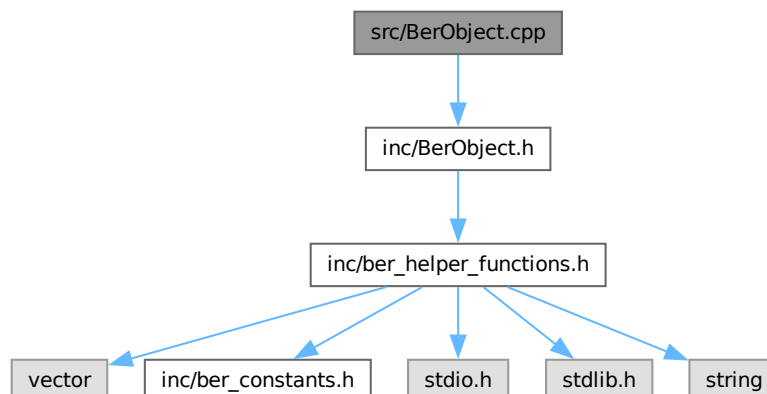 src/BerObject.cpp
inc/BerObject.h
inc/ber_helper_functions.h
vector
inc/ber_constants.h
stdio.h
stdlib.h
string